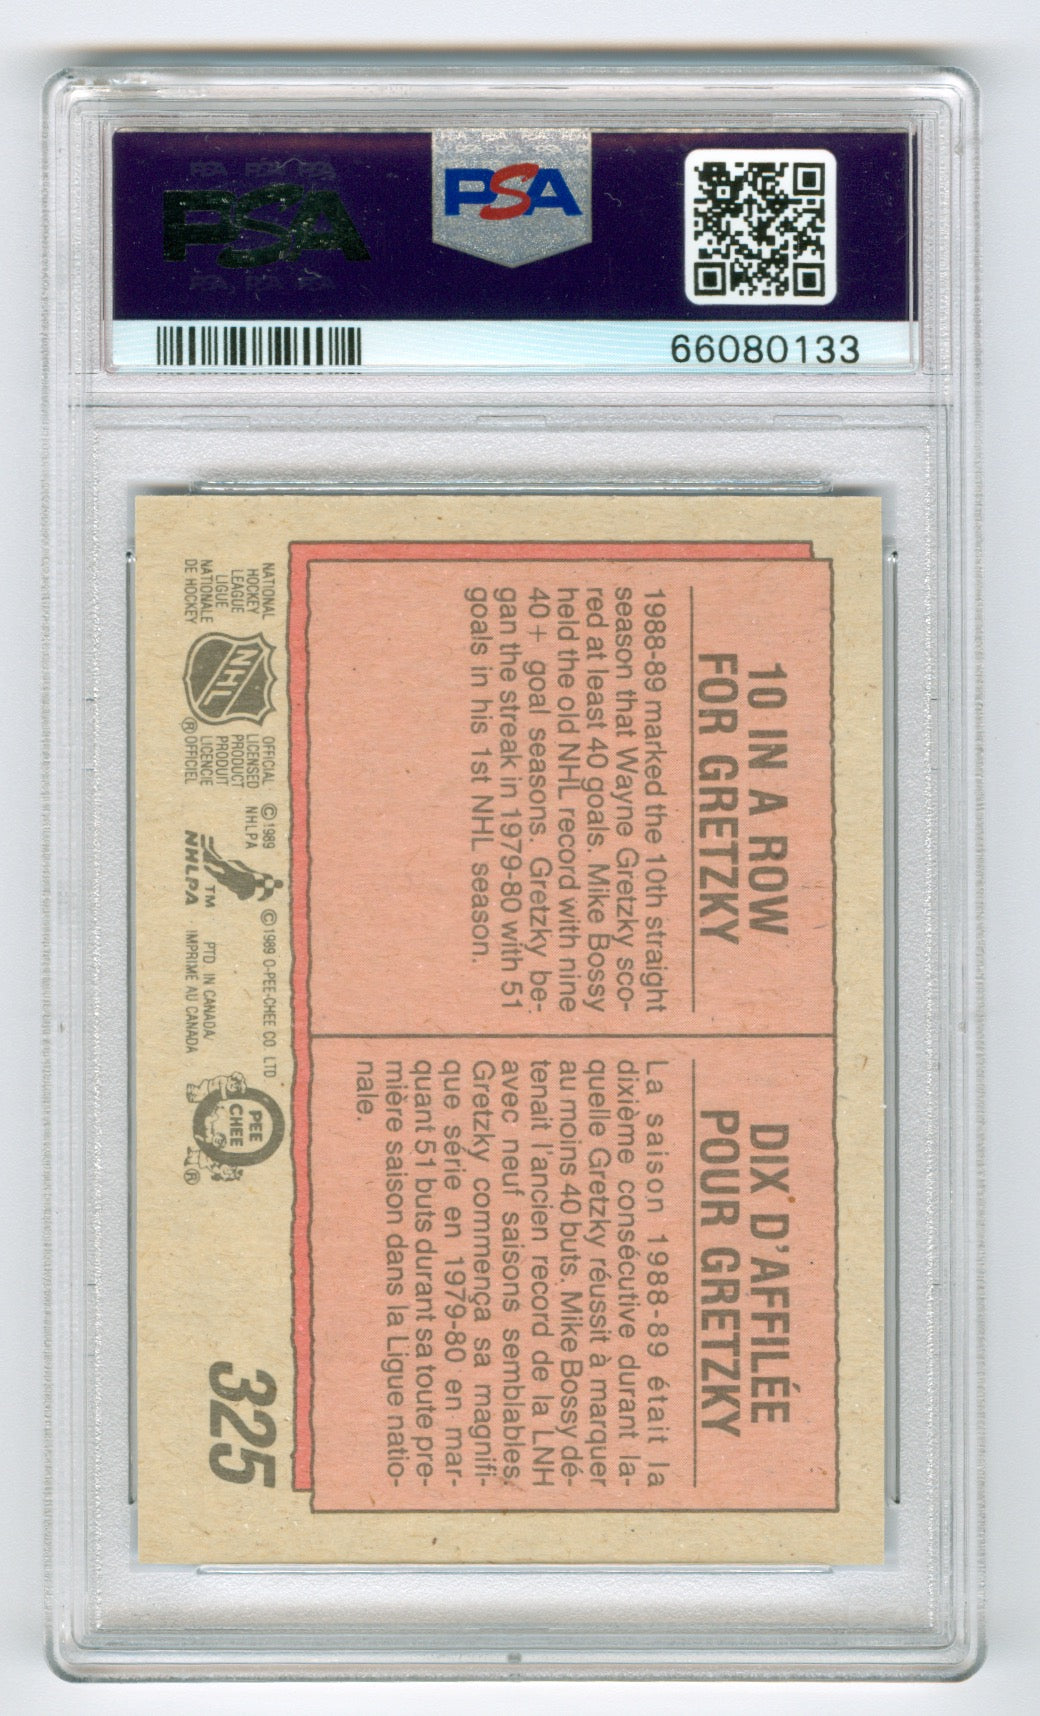 PSA
PSA
66080133
10 IN A ROW
FOR GRETZKY
1988-89 marked the 10th straight
season that Wayne Gretzky sco-
red at least 40 goals. Mike Bossy
held the old NHL record with nine
40+ goal seasons. Gretzky be-
gan the streak in 1979-80 with 51
goals in his 1st NHL season.
DIX D'AFFILÉE
POUR GRETZKY
La saison 1988-89 était la
dixième consécutive durant la-
quelle Gretzky réussit à marquer
au moins 40 buts. Mike Bossy dé-
tenait l'ancien record de la LNH
avec neuf saisons semblables.
Gretzky commença sa magnifi-
que série en 1979-80 en mar-
quant 51 buts durant sa toute pre-
mière saison dans la Ligue natio-
nale.
NATIONAL
HOCKEY
LEAGUE
LIGUE
NATIONALE
DE HOCKEY
NHL
®
OFFICIAL
LICENSED
PRODUCT
PRODUIT
LICENCIE
OFFICIEL
© 1989
NHLPA
TM
NHLPA
© 1989 O-PEE-CHEE CO. LTD
PTD. IN CANADA
IMPRIMÉ AU CANADA
O
PEE
CHEE
®
325